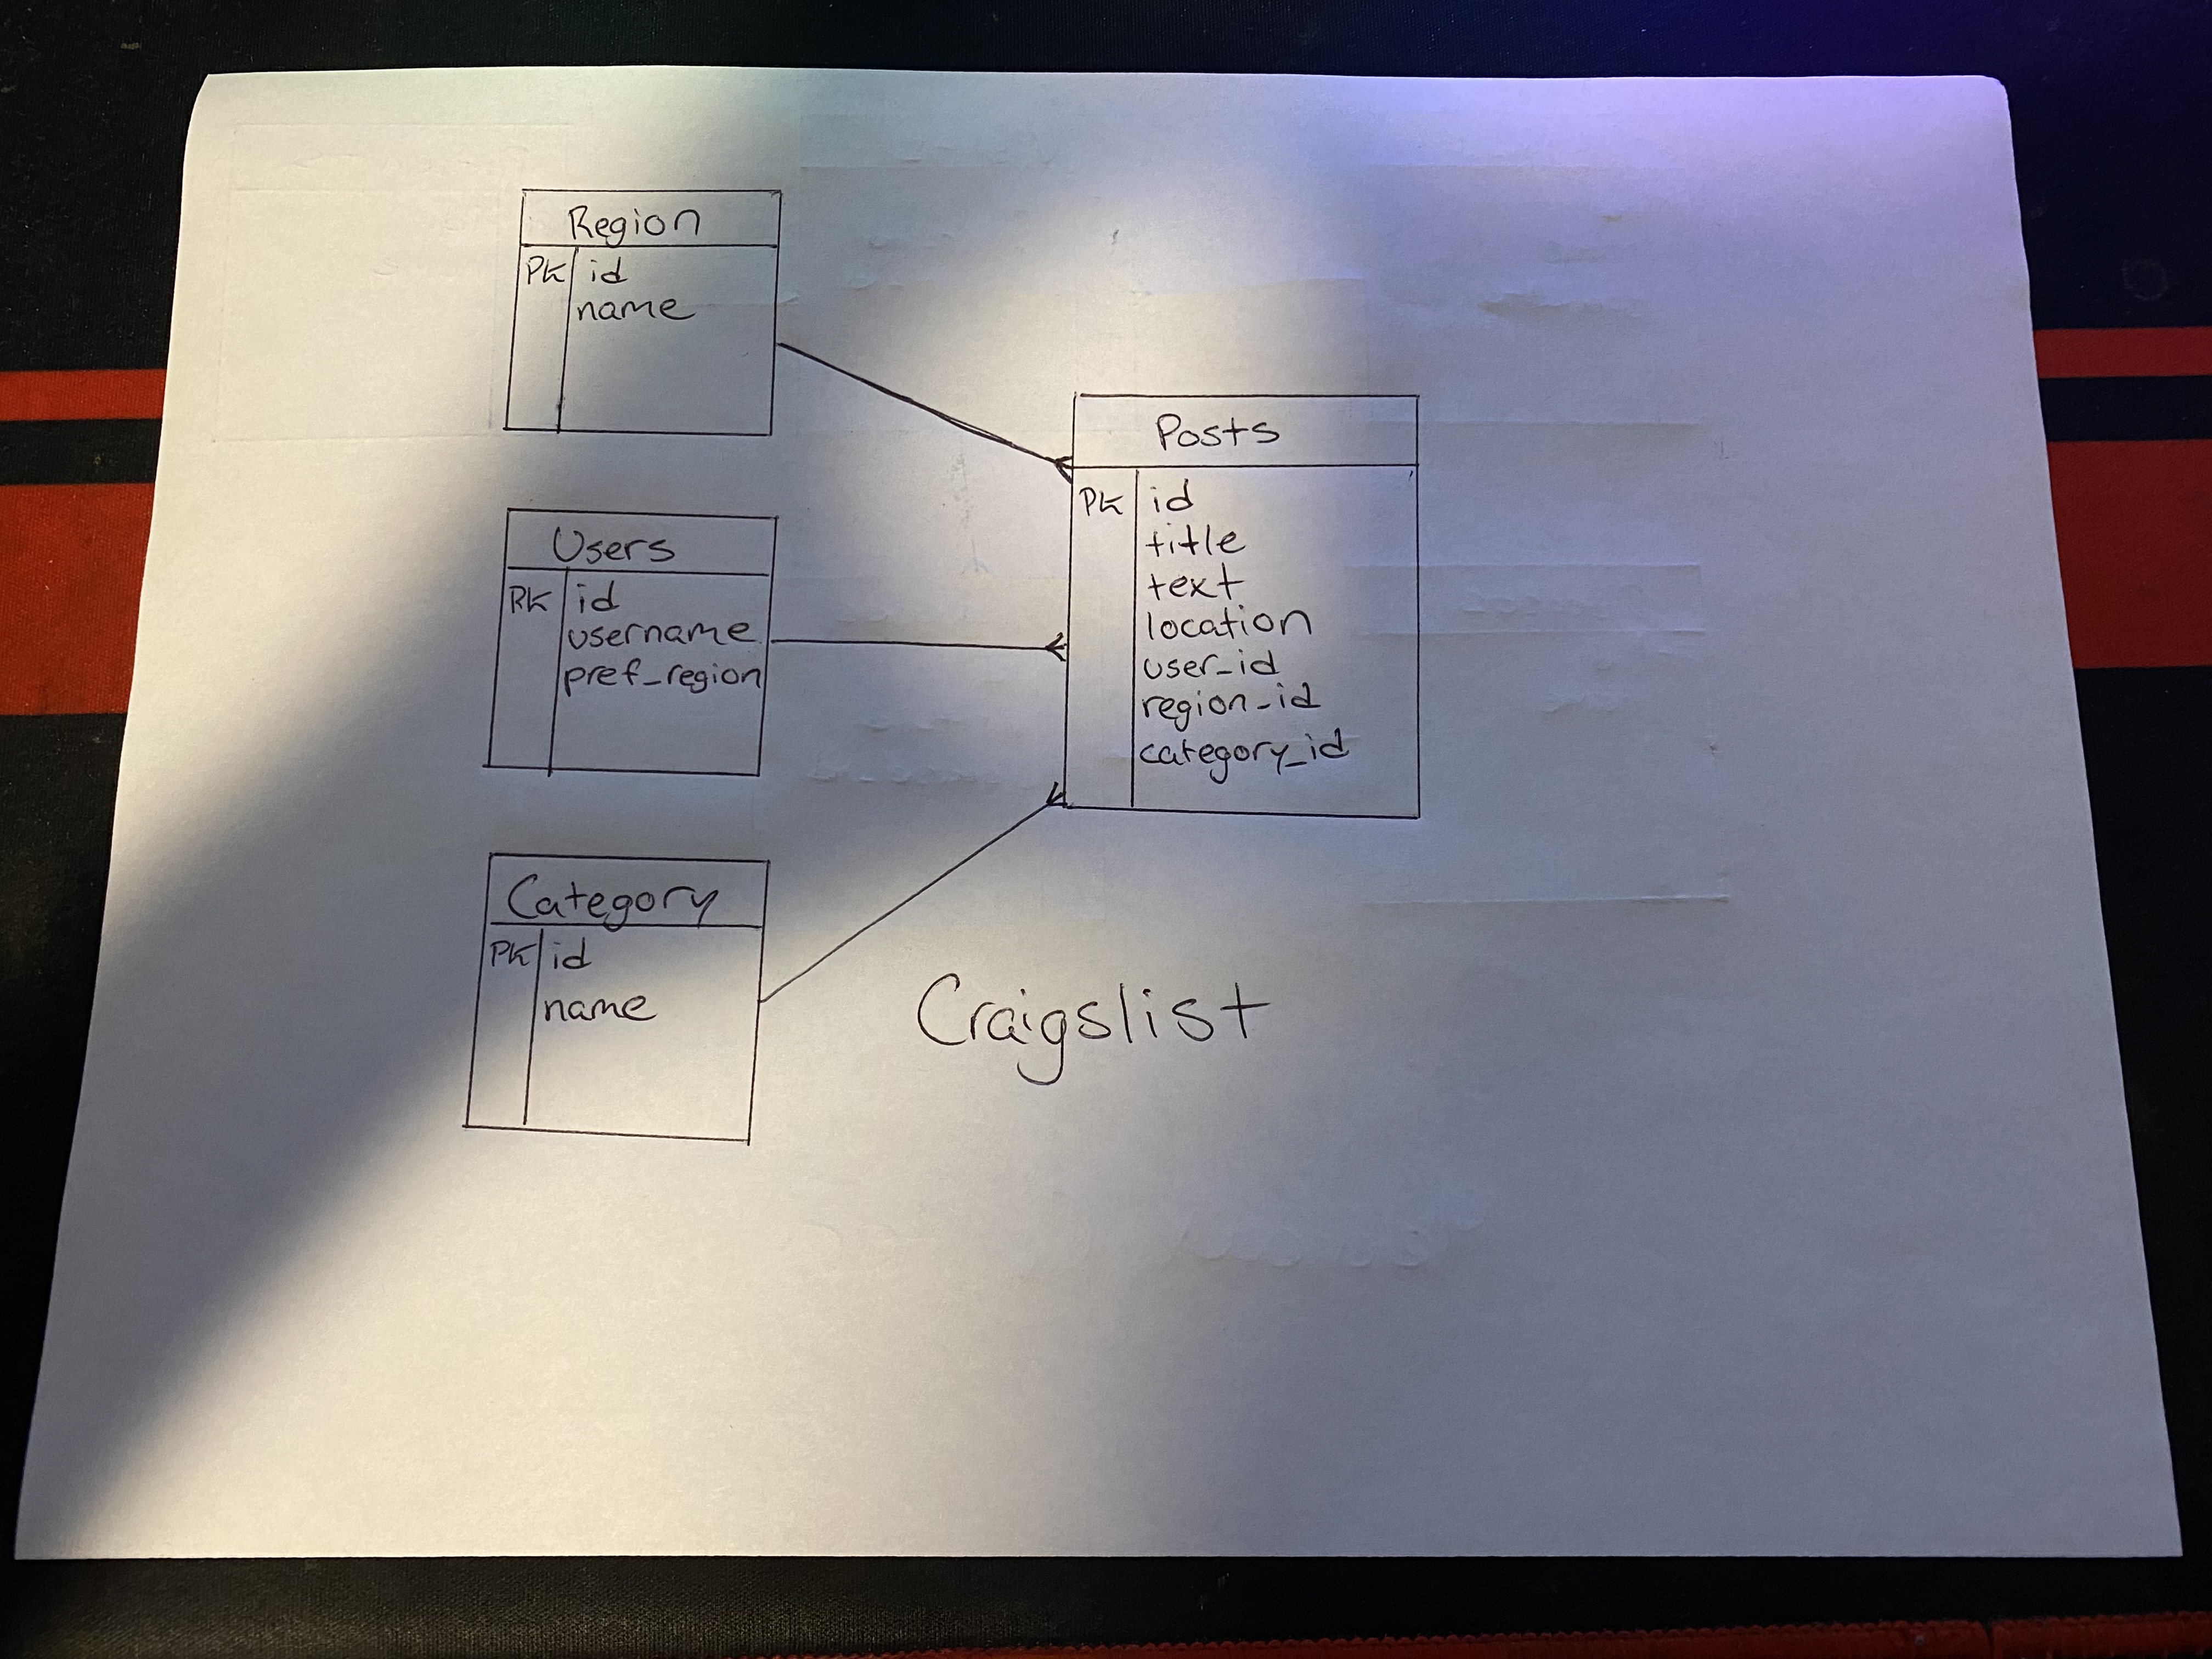 Region
PK id
name
Users
PK id
username
pref_region
Category
PK id
name
Posts
PK id
title
text
location
user_id
region_id
category_id
Craigslist